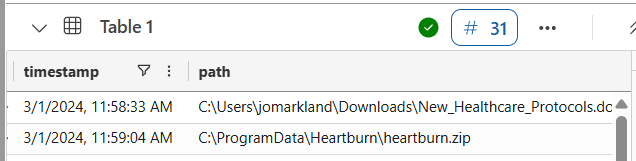 Table 1
# 31
timestamp path
3/1/2024, 11:58:33 AM C:\Users\jomarkland\Downloads\New_Healthcare_Protocols.do
3/1/2024, 11:59:04 AM C:\ProgramData\Heartburn\heartburn.zip